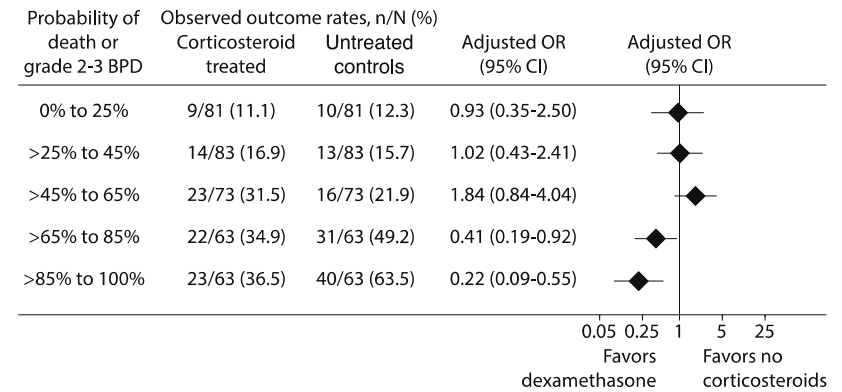 Probability of death or grade 2-3 BPD
Observed outcome rates, n/N (%)
Corticosteroid treated
Untreated controls
Adjusted OR (95% CI)
Adjusted OR (95% CI)
0% to 25% 9/81 (11.1) 10/81 (12.3) 0.93 (0.35-2.50)
>25% to 45% 14/83 (16.9) 13/83 (15.7) 1.02 (0.43-2.41)
>45% to 65% 23/73 (31.5) 16/73 (21.9) 1.84 (0.84-4.04)
>65% to 85% 22/63 (34.9) 31/63 (49.2) 0.41 (0.19-0.92)
>85% to 100% 23/63 (36.5) 40/63 (63.5) 0.22 (0.09-0.55)
0.05 0.25 1 5 25
Favors dexamethasone
Favors no corticosteroids